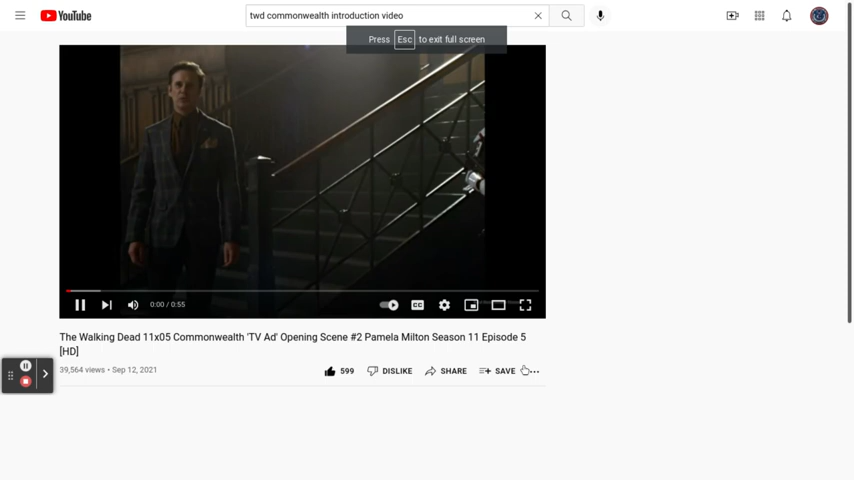 YouTube
twd commonwealth introduction video
Press Esc to exit full screen
0:00 / 0:55
CC
The Walking Dead 11x05 Commonwealth 'TV Ad' Opening Scene #2 Pamela Milton Season 11 Episode 5
[HD]
39,564 views • Sep 12, 2021
599 DISLIKE SHARE SAVE